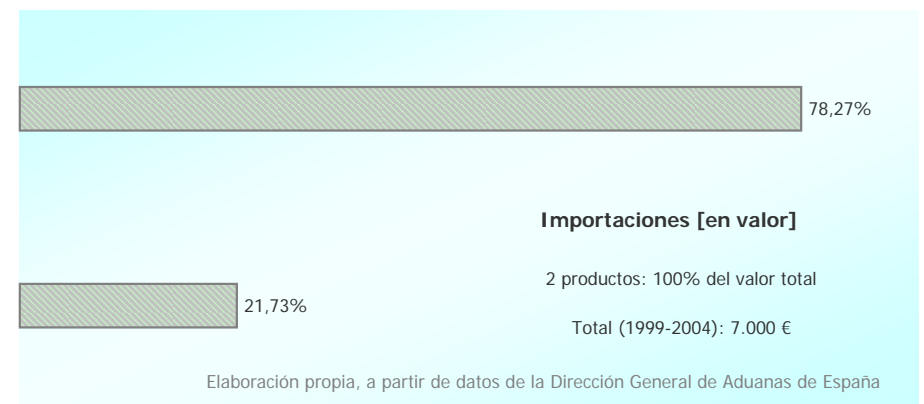 78,27%
Importaciones [en valor]
2 productos: 100% del valor total
21,73%
Total (1999-2004): 7.000 €
Elaboración propia, a partir de datos de la Dirección General de Aduanas de España